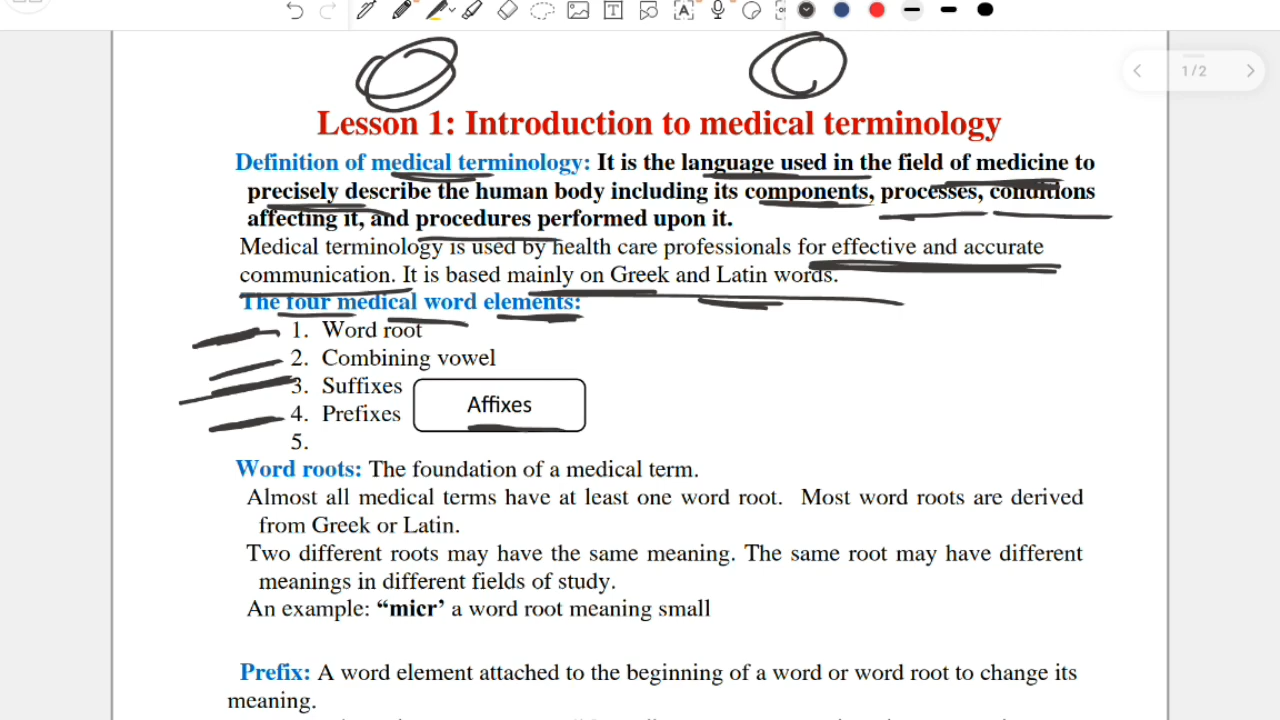 1/2
Lesson 1: Introduction to medical terminology
Definition of medical terminology: It is the language used in the field of medicine to
precisely describe the human body including its components, processes, conditions
affecting it, and procedures performed upon it.
Medical terminology is used by health care professionals for effective and accurate
communication. It is based mainly on Greek and Latin words.
The four medical word elements:
1. Word root
2. Combining vowel
3. Suffixes
Affixes
4. Prefixes
5.
Word roots: The foundation of a medical term.
Almost all medical terms have at least one word root. Most word roots are derived
from Greek or Latin.
Two different roots may have the same meaning. The same root may have different
meanings in different fields of study.
An example: “micr’ a word root meaning small
Prefix: A word element attached to the beginning of a word or word root to change its
meaning.